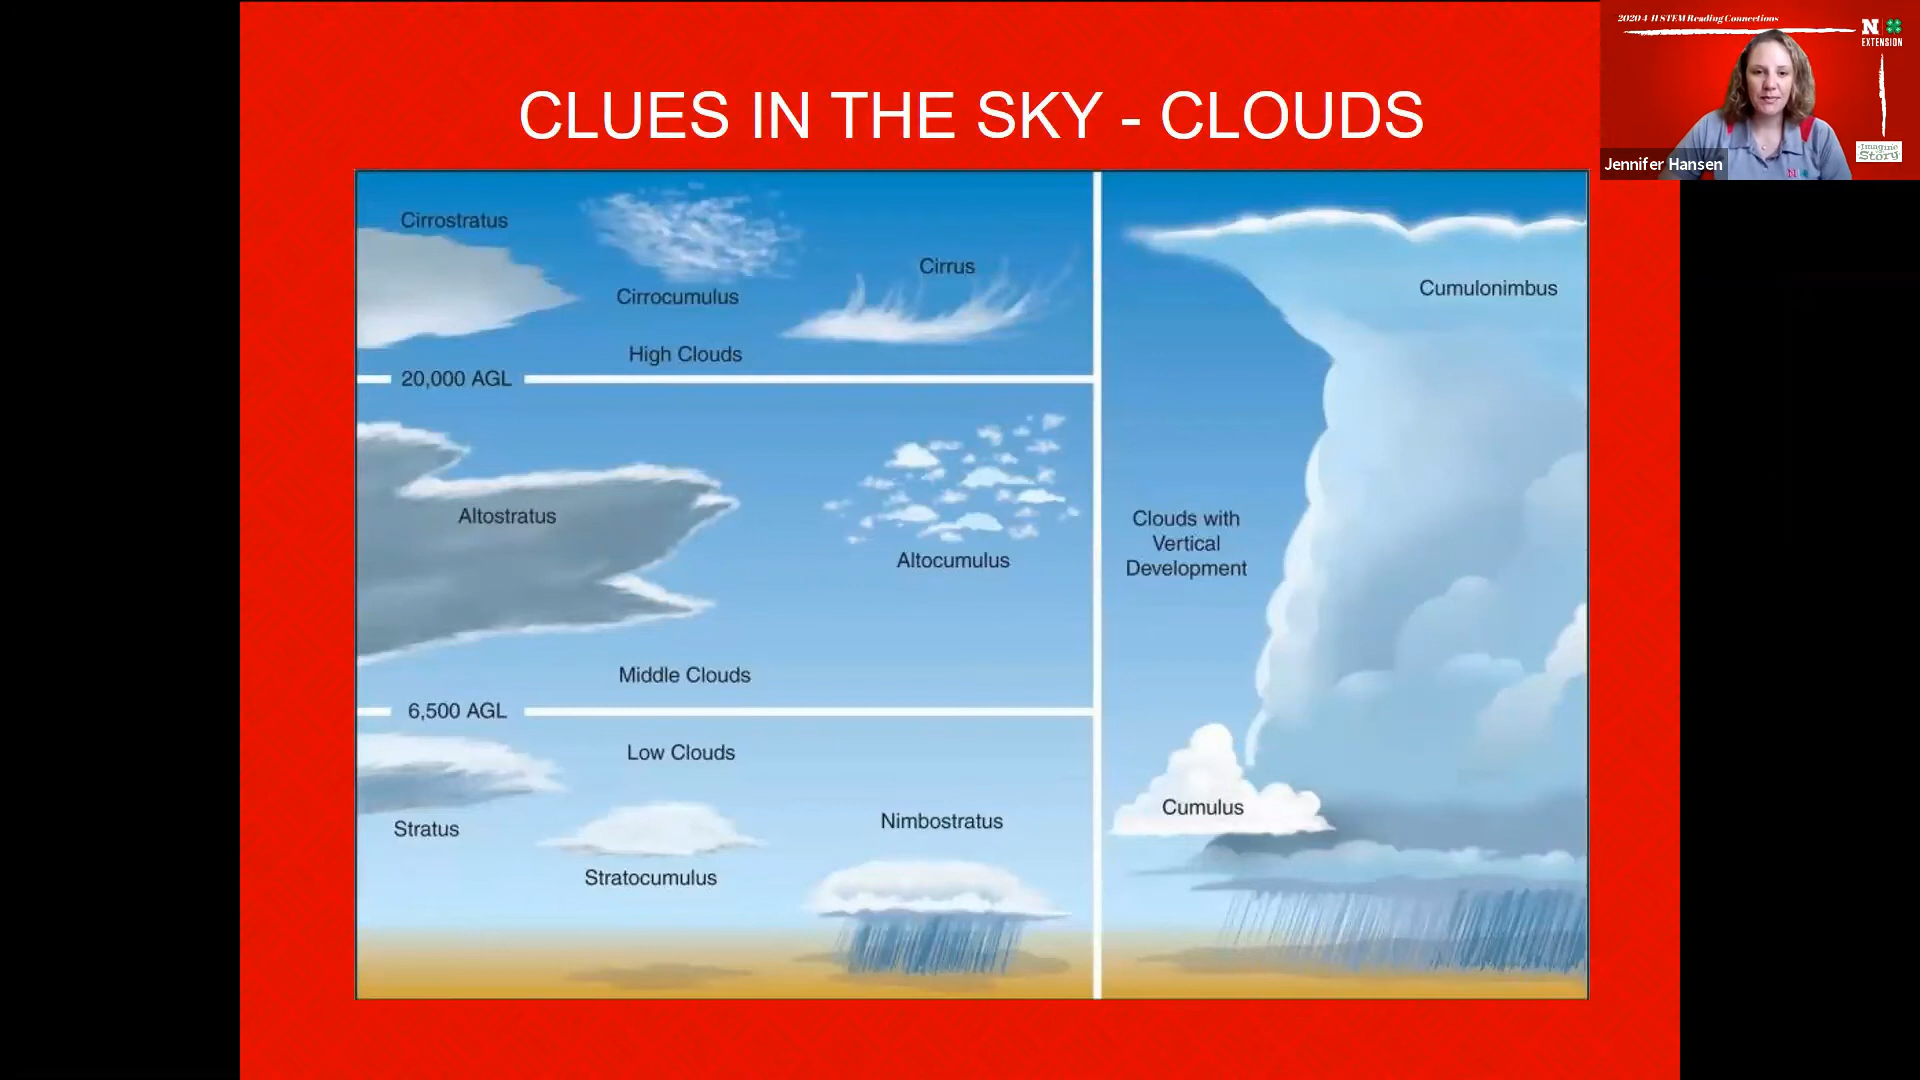 CLUES IN THE SKY - CLOUDS
2020 4-H STEM Reading Connections
N
EXTENSION
Imagine
Story
Jennifer Hansen
N
Cirrostratus
Cirrocumulus
Cirrus
High Clouds
20,000 AGL
Altostratus
Altocumulus
Middle Clouds
6,500 AGL
Low Clouds
Stratus
Stratocumulus
Nimbostratus
Cumulonimbus
Clouds with
Vertical
Development
Cumulus